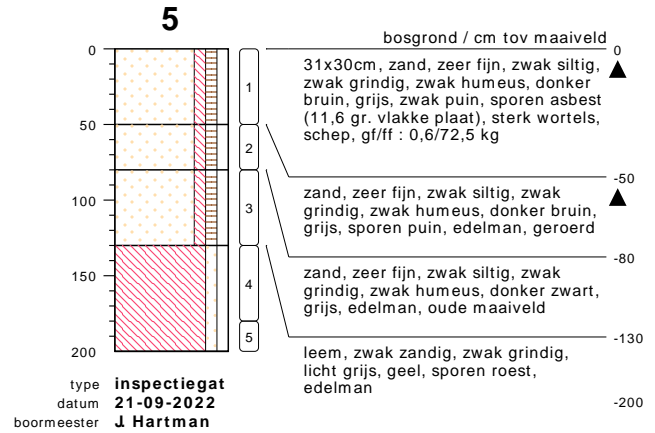 5
bosgrond / cm tov maaiveld
0
0
31x30cm, zand, zeer fijn, zwak siltig,
zwak grindig, zwak humeus, donker
bruin, grijs, zwak puin, sporen asbest
(11,6 gr. vlakke plaat), sterk wortels,
schep, gf/ff : 0,6/72,5 kg
1
50
-50
2
zand, zeer fijn, zwak siltig, zwak
grindig, zwak humeus, donker bruin,
grijs, sporen puin, edelman, geroerd
100
3
-80
zand, zeer fijn, zwak siltig, zwak
grindig, zwak humeus, donker zwart,
grijs, edelman, oude maaiveld
150
4
-130
5
leem, zwak zandig, zwak grindig,
licht grijs, geel, sporen roest,
edelman
200
-200
type inspectiegat
datum 21-09-2022
boormeester J. Hartman